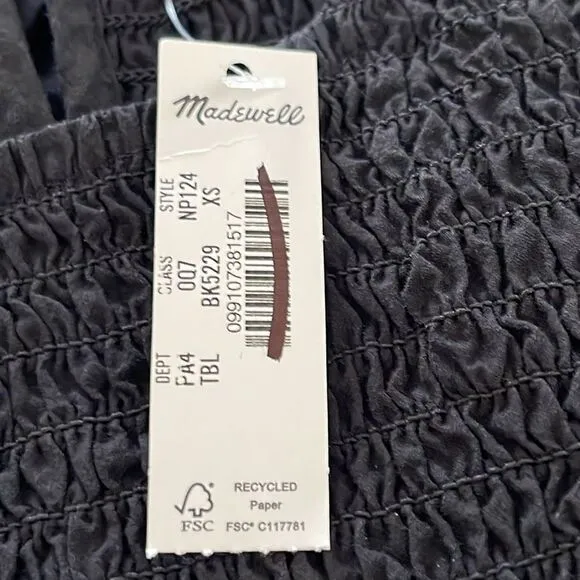 Madewell
DEPT CLASS STYLE
PA4 007 NP124
TBL BK5229 XS
099107381517
FSC
RECYCLED
Paper
FSC® C117781